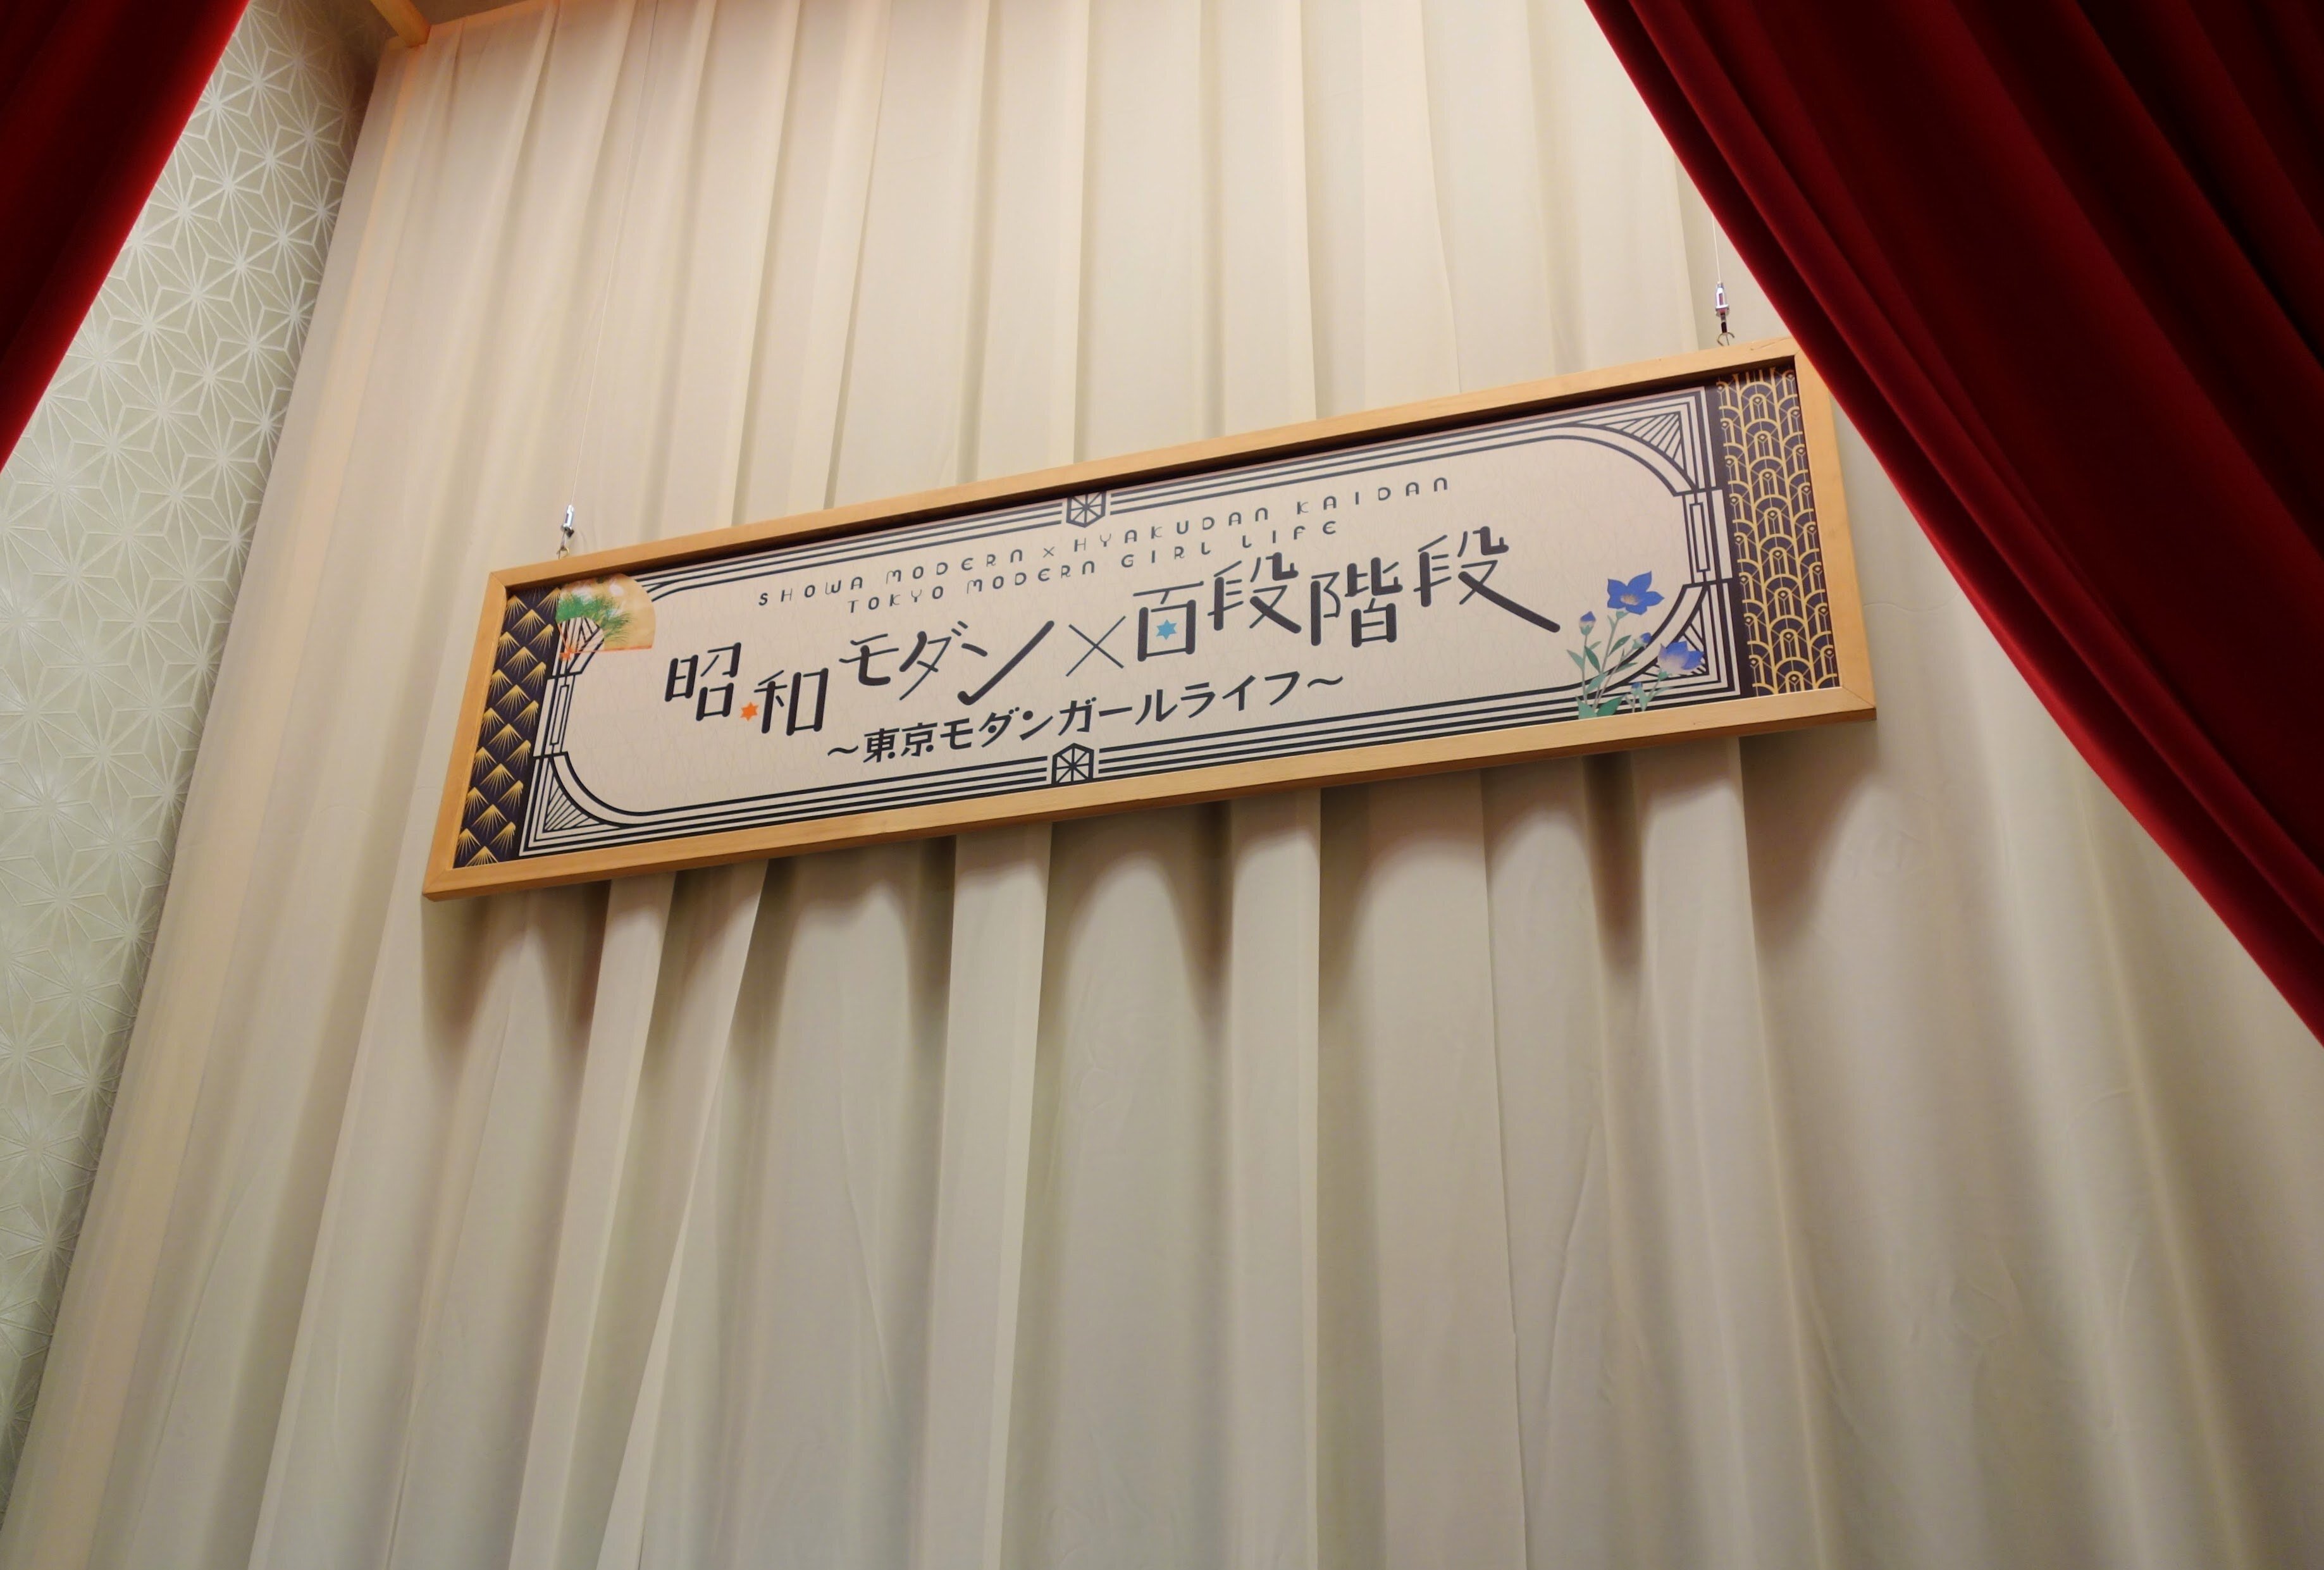 SHOWA MODERN × HYAKUDAN KAIDAN
TOKYO MODERN GIRL LIFE
昭和モダン×百段階段
～東京モダンガールライフ～